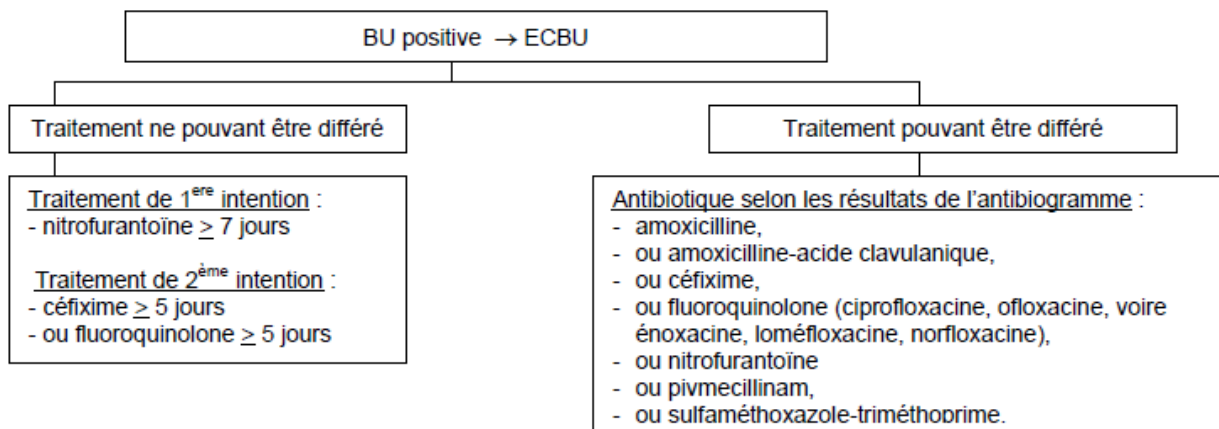 BU positive → ECBU
Traitement ne pouvant être différé
Traitement pouvant être différé
Traitement de 1ere intention :
- nitrofurantoïne ≥ 7 jours
Traitement de 2ème intention :
- céfixime ≥ 5 jours
- ou fluoroquinolone ≥ 5 jours
Antibiotique selon les résultats de l'antibiogramme :
- amoxicilline,
- ou amoxicilline-acide clavulanique,
- ou céfixime,
- ou fluoroquinolone (ciprofloxacine, ofloxacine, voire
énoxacine, loméfloxacine, norfloxacine),
- ou nitrofurantoïne
- ou pivmecillinam,
- ou sulfaméthoxazole-triméthoprime.